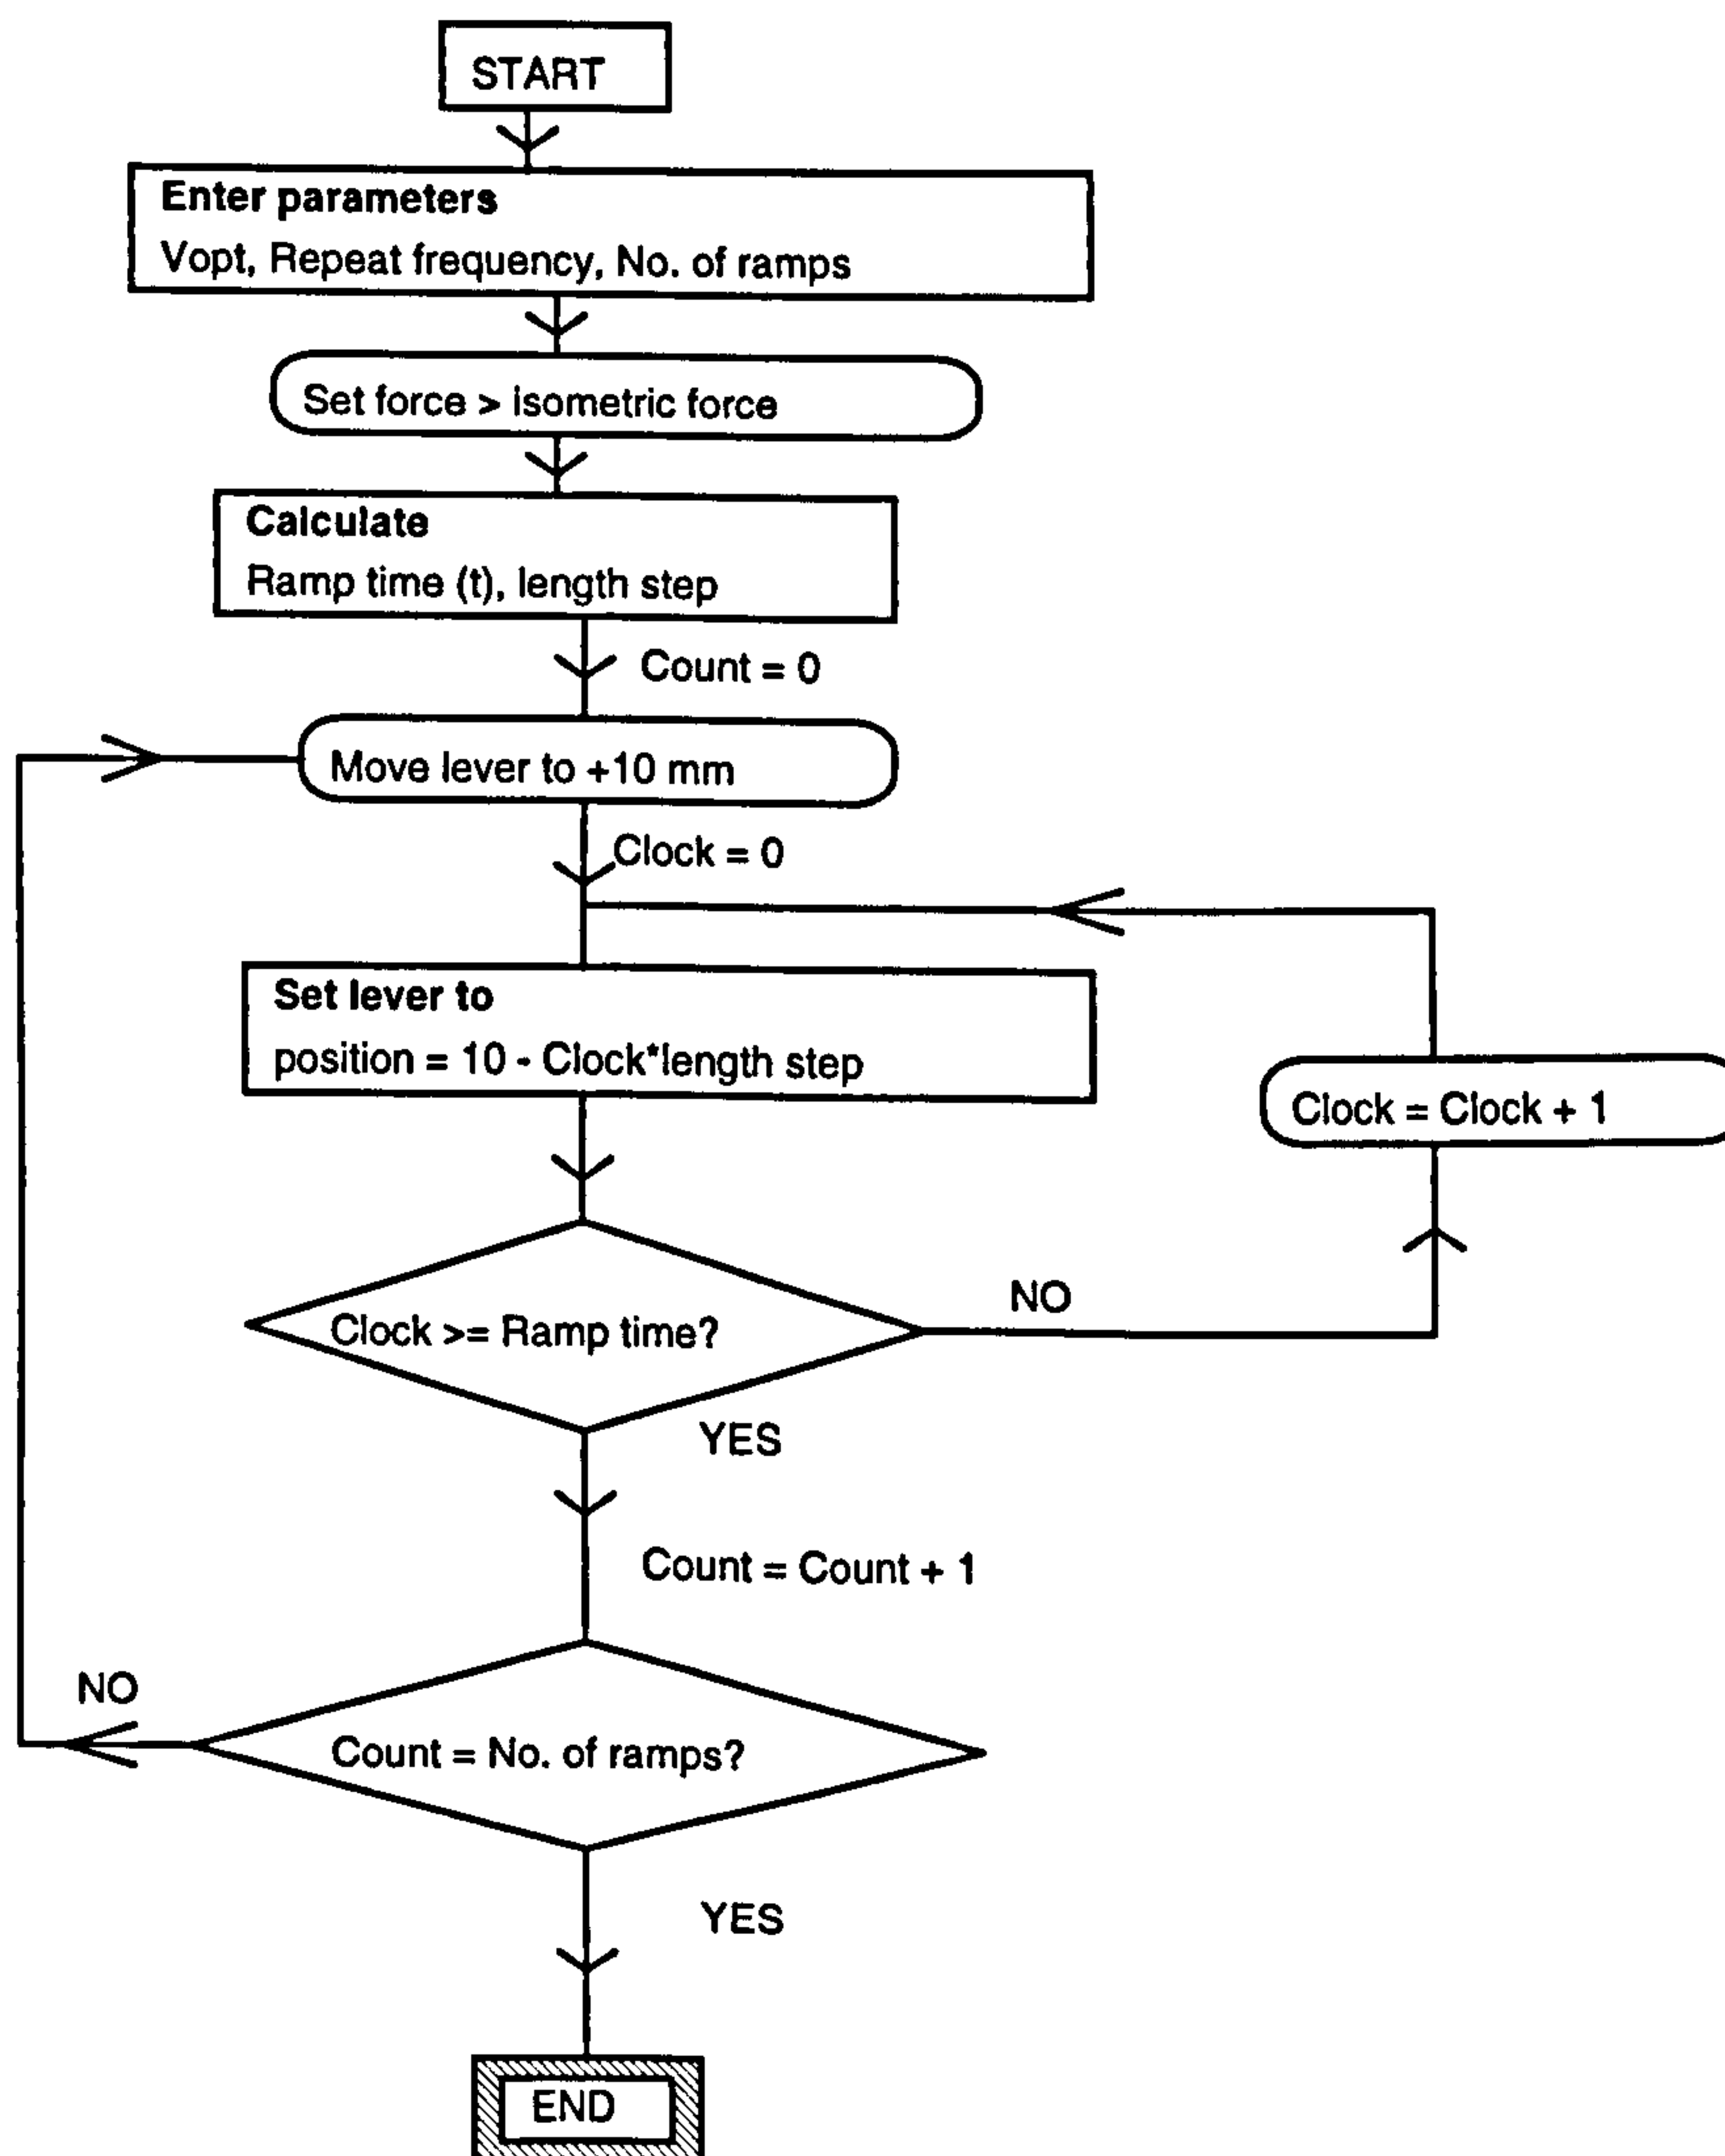 START
Enter parameters
Vopt, Repeat frequency, No. of ramps
Set force > isometric force
Calculate
Ramp time (t), length step
Count = 0
Move lever to +10 mm
Clock = 0
Set lever to
position = 10 - Clock*length step
Clock = Clock + 1
Clock >= Ramp time?
NO
YES
Count = Count + 1
NO
Count = No. of ramps?
YES
END